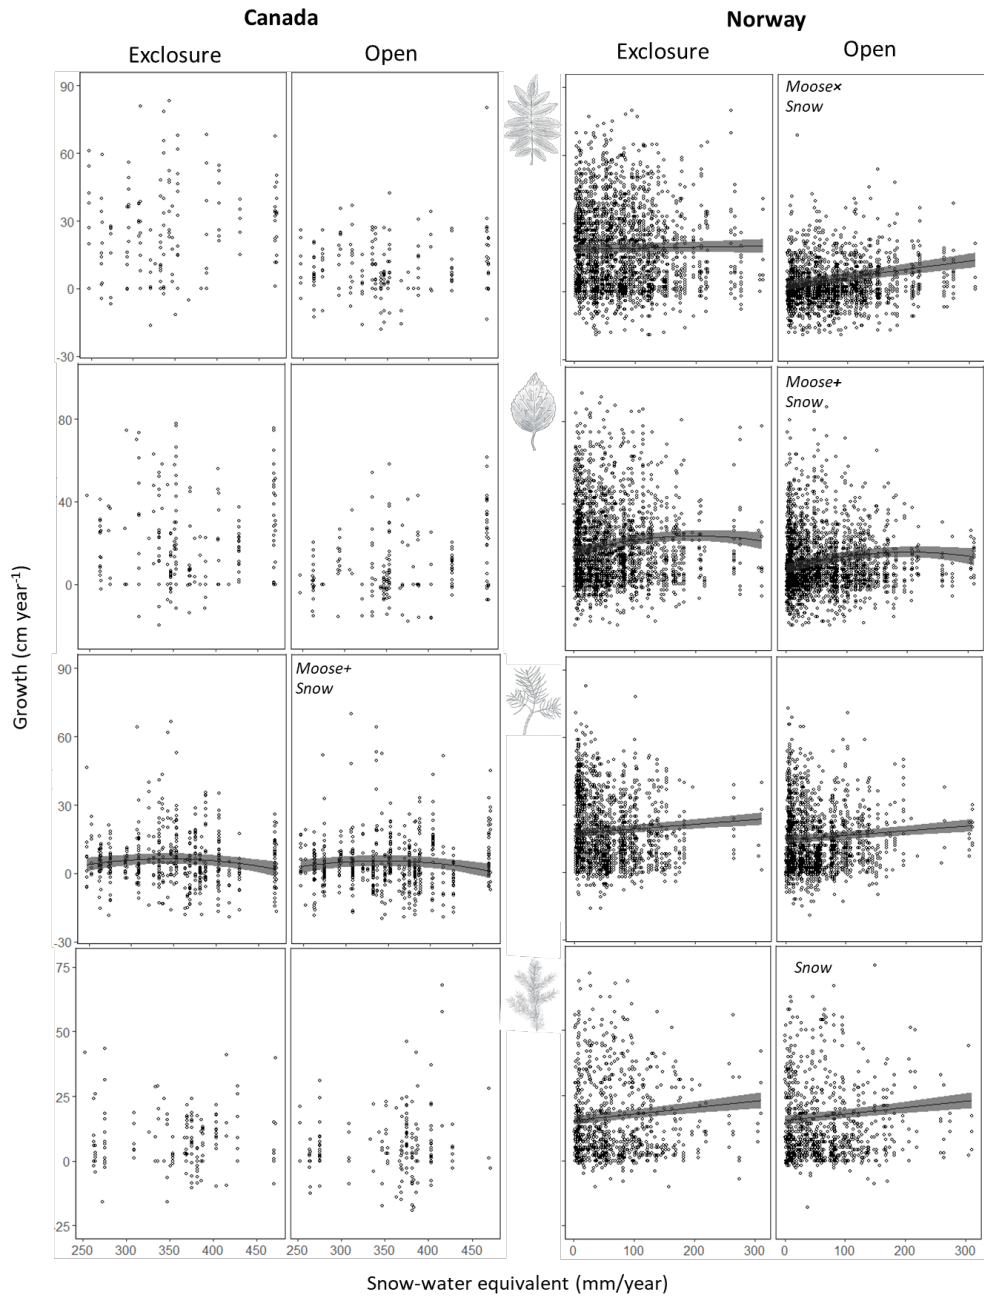 Canada
Norway
Exclosure
Open
Exclosure
Open
90
60
30
0
-30
Moose×
Snow
80
40
0
Moose+
Snow
90
60
30
0
-30
Moose+
Snow
75
50
25
0
-25
Snow
250 300 350 400 450
250 300 350 400 450
0 100 200 300
0 100 200 300
Growth (cm year-1)
Snow-water equivalent (mm/year)